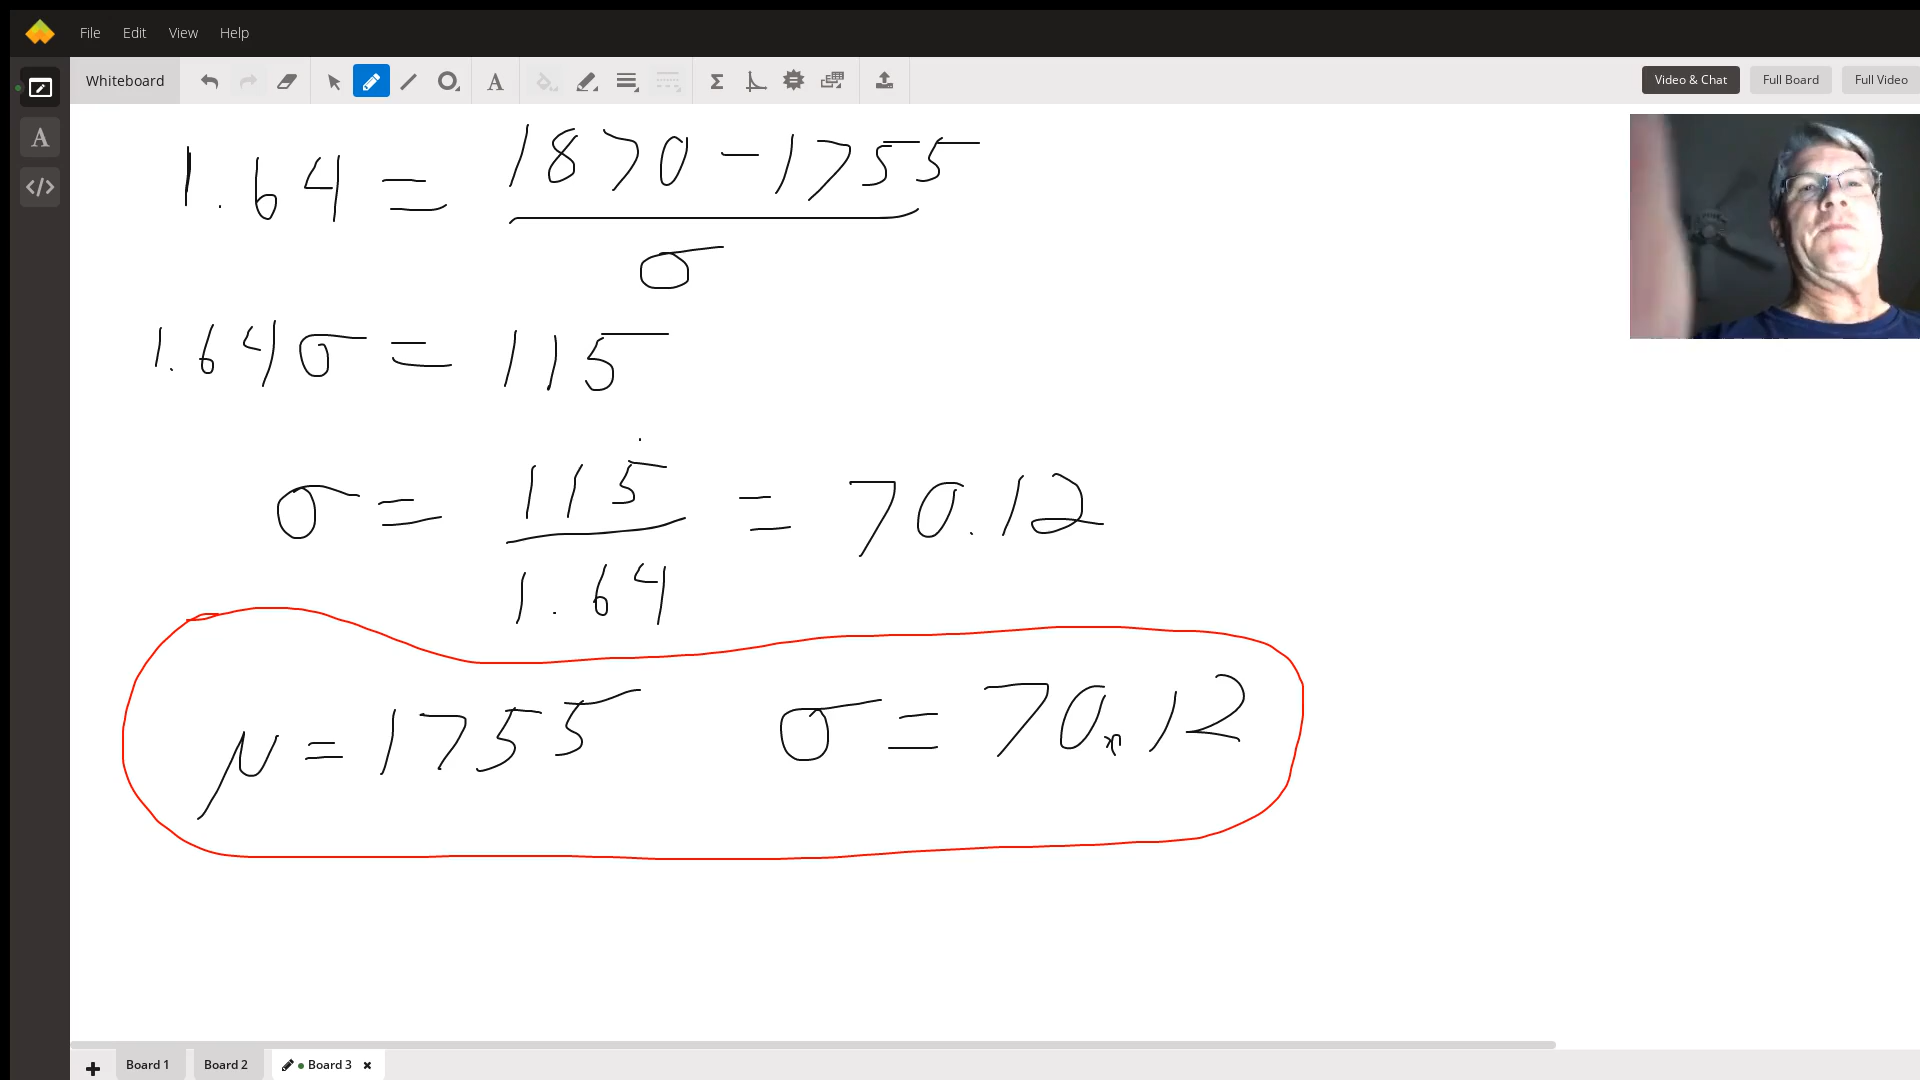 File Edit View Help
Whiteboard A Σ Video & Chat Full Board Full Video
A
</>
1.64 = 1870 - 1755
σ
1.64σ = 115
σ = 115 = 70.12
1.64
μ = 1755 σ = 70.12
+ Board 1 Board 2 Board 3 ×